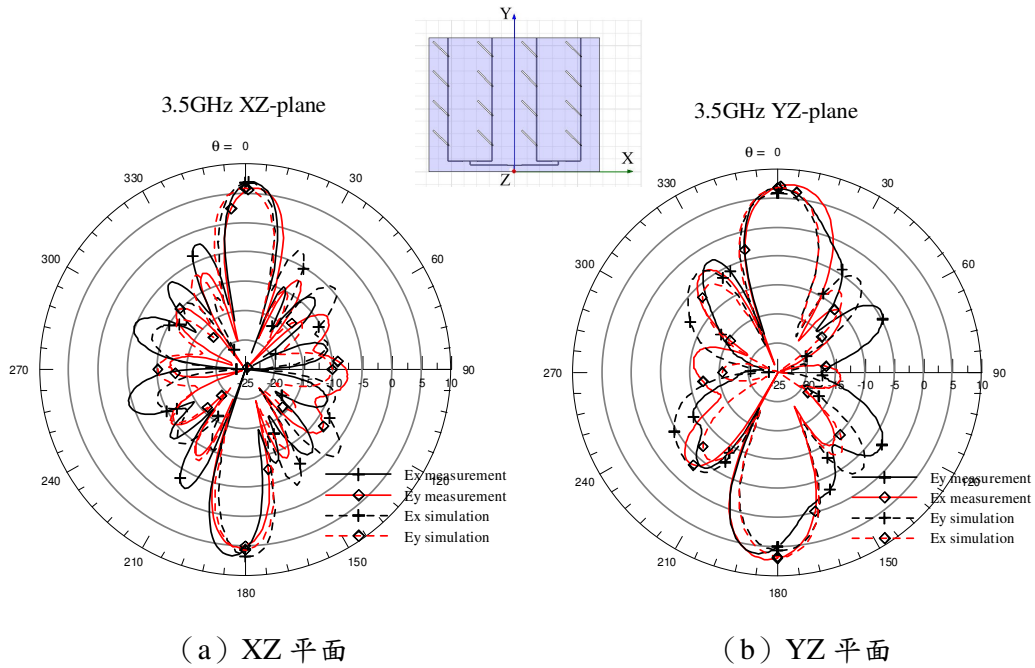 Y
X
Z
3.5GHz XZ-plane
θ = 0
30
60
90
120
150
180
210
240
270
300
330
-25 -20 -15 -10 -5 0 5 10
Ex measurement
Ey measurement
Ex simulation
Ey simulation
(a) XZ 平面
3.5GHz YZ-plane
θ = 0
30
60
90
120
150
180
210
240
270
300
330
-25 -20 -15 -10 -5 0 5 10
Ey measurement
Ex measurement
Ey simulation
Ex simulation
(b) YZ 平面